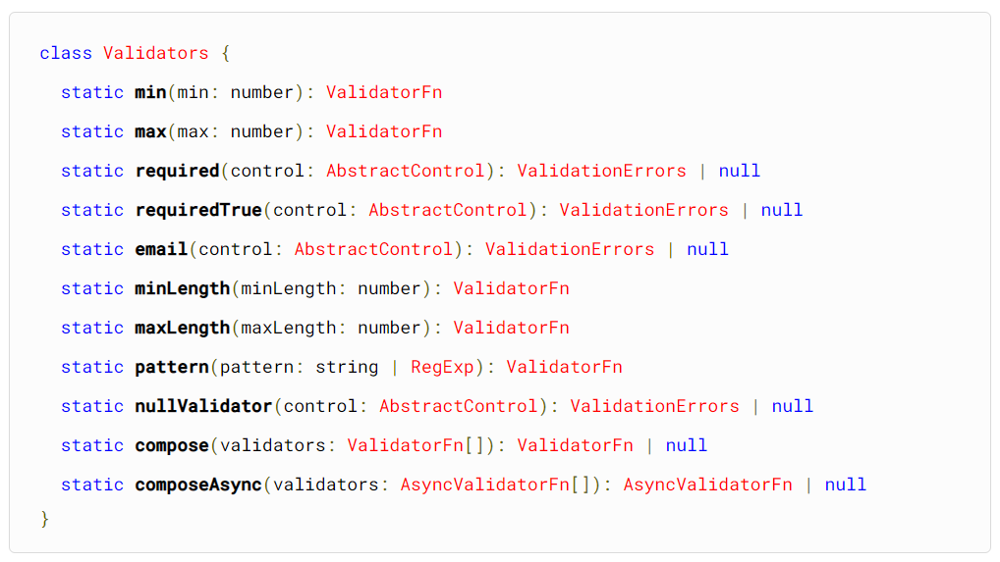 class Validators {
static min(min: number): ValidatorFn
static max(max: number): ValidatorFn
static required(control: AbstractControl): ValidationErrors | null
static requiredTrue(control: AbstractControl): ValidationErrors | null
static email(control: AbstractControl): ValidationErrors | null
static minLength(minLength: number): ValidatorFn
static maxLength(maxLength: number): ValidatorFn
static pattern(pattern: string | RegExp): ValidatorFn
static nullValidator(control: AbstractControl): ValidationErrors | null
static compose(validators: ValidatorFn[]): ValidatorFn | null
static composeAsync(validators: AsyncValidatorFn[]): AsyncValidatorFn | null
}